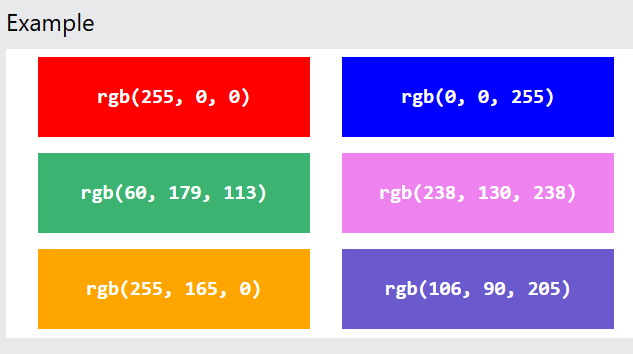 Example
rgb(255, 0, 0)
rgb(0, 0, 255)
rgb(60, 179, 113)
rgb(238, 130, 238)
rgb(255, 165, 0)
rgb(106, 90, 205)